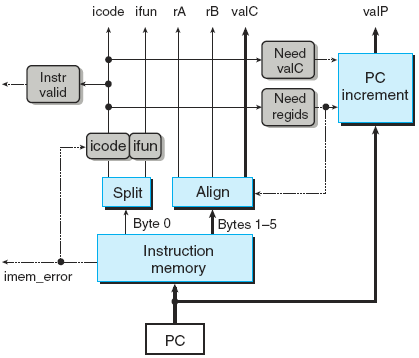 icode ifun rA rB valC valP
Need
valC
Instr
valid
PC
increment
Need
regids
icode ifun
Split Align
Byte 0 Bytes 1–5
Instruction
memory
imem_error
PC